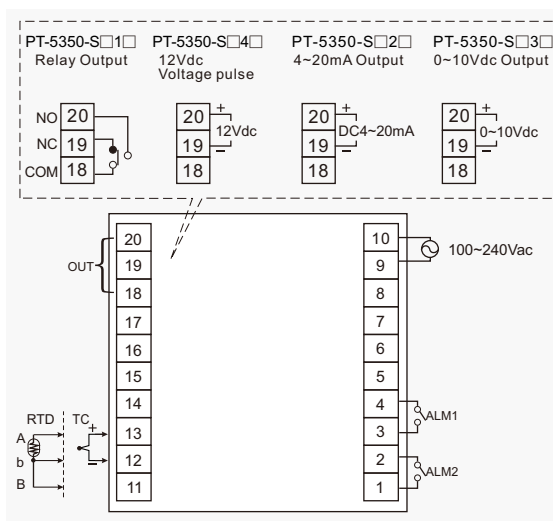 PT-5350-S□1□ PT-5350-S□4□ PT-5350-S□2□ PT-5350-S□3□
Relay Output 12Vdc 4~20mA Output 0~10Vdc Output
Voltage pulse
NO 20 20 + 20 + 20 +
NC 19 19 − 12Vdc 19 − DC4~20mA 19 − 0~10Vdc
COM 18 18 18 18
20 10
OUT 19 9 100~240Vac
18 8
17 7
16 6
15 5
14 4
RTD TC + 13 3 ALM1
A
b − 12 2
B 11 1 ALM2